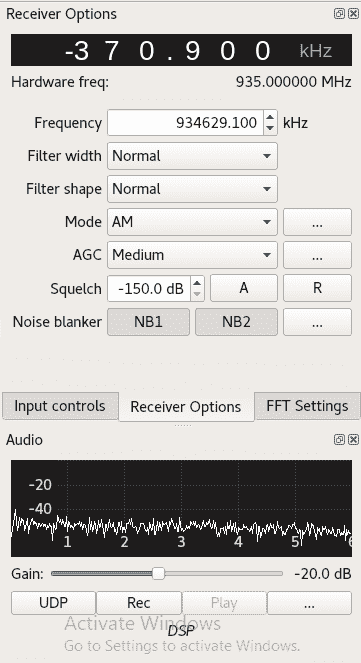 Receiver Options
-370.900 kHz
Hardware freq: 935.000000 MHz
Frequency 934629.100 kHz
Filter width Normal
Filter shape Normal
Mode AM ...
AGC Medium ...
Squelch -150.0 dB A R
Noise blanker NB1 NB2 ...
Input controls Receiver Options FFT Settings
Audio
-20
-40
1 2 3 4 5 6
Gain: -20.0 dB
UDP Rec Play ...
Activate Windows
DSP
Go to Settings to activate Windows.